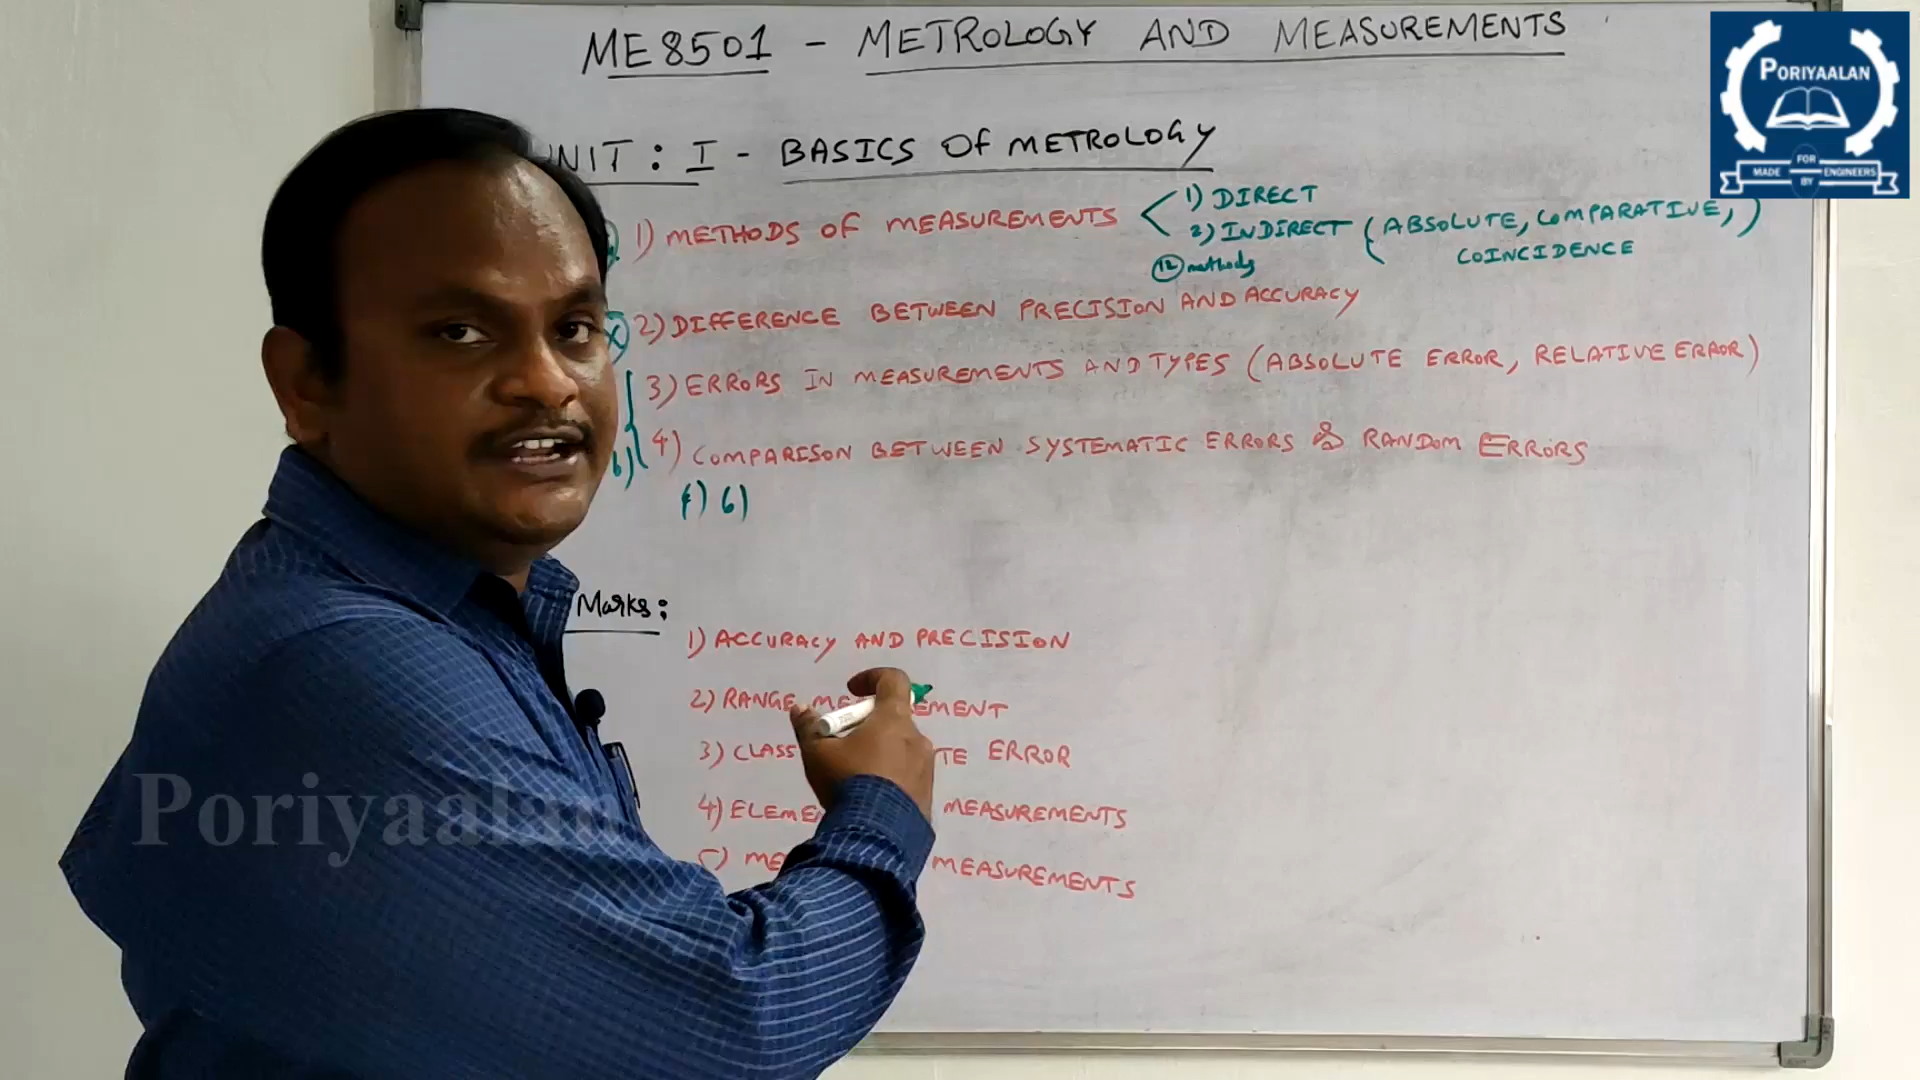 ME8501 - METROLOGY AND MEASUREMENTS
PORIYAALAN
MADE FOR BY ENGINEERS
UNIT : I - BASICS OF METROLOGY
1) METHODS OF MEASUREMENTS
1) DIRECT
2) INDIRECT (ABSOLUTE, COMPARATIVE, )
COINCIDENCE
12 methods
2) DIFFERENCE BETWEEN PRECISION AND ACCURACY
3) ERRORS IN MEASUREMENTS AND TYPES (ABSOLUTE ERROR, RELATIVE ERROR)
4) COMPARISON BETWEEN SYSTEMATIC ERRORS & RANDOM ERRORS
6)
Marks:
1) ACCURACY AND PRECISION
2) RANGE MEASUREMENT
3) CLASS TE ERROR
4) ELEMEN MEASUREMENTS
5) ME MEASUREMENTS
Poriyaalan